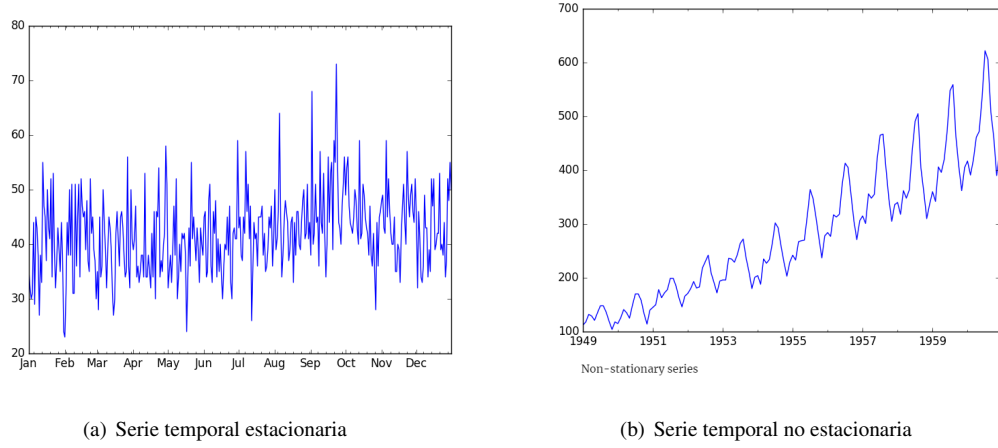 80
70
60
50
40
30
20
Jan Feb Mar Apr May Jun Jul Aug Sep Oct Nov Dec
(a) Serie temporal estacionaria
700
600
500
400
300
200
100
1949 1951 1953 1955 1957 1959
Non-stationary series
(b) Serie temporal no estacionaria